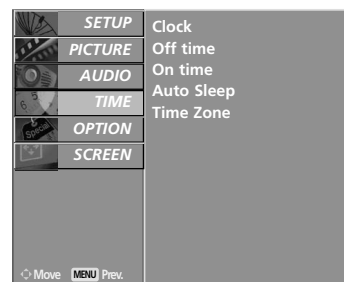 SETUP
PICTURE
AUDIO
TIME
OPTION
SCREEN
Clock
Off time
On time
Auto Sleep
Time Zone
Move MENU Prev.